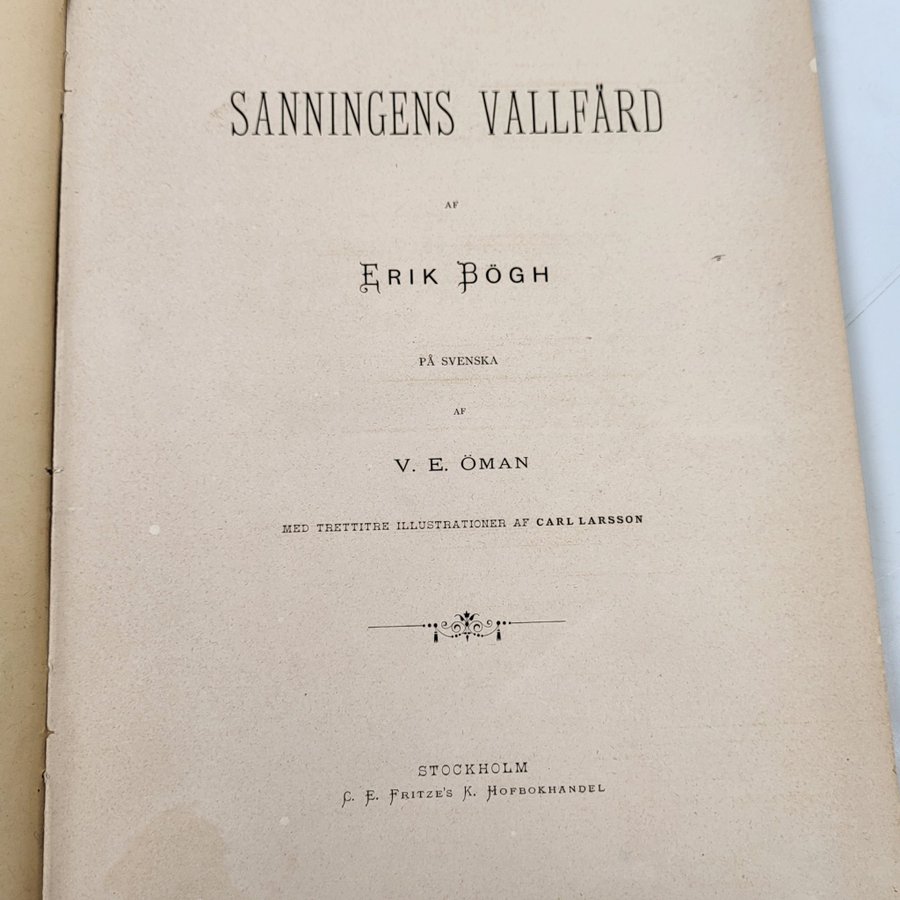 SANNINGENS VALLFÄRD
AF
ERIK BÖGH
PÅ SVENSKA
AF
V. E. ÖMAN
MED TRETTITRE ILLUSTRATIONER AF CARL LARSSON
STOCKHOLM
C. E. FRITZE'S K. HOFBOKHANDEL